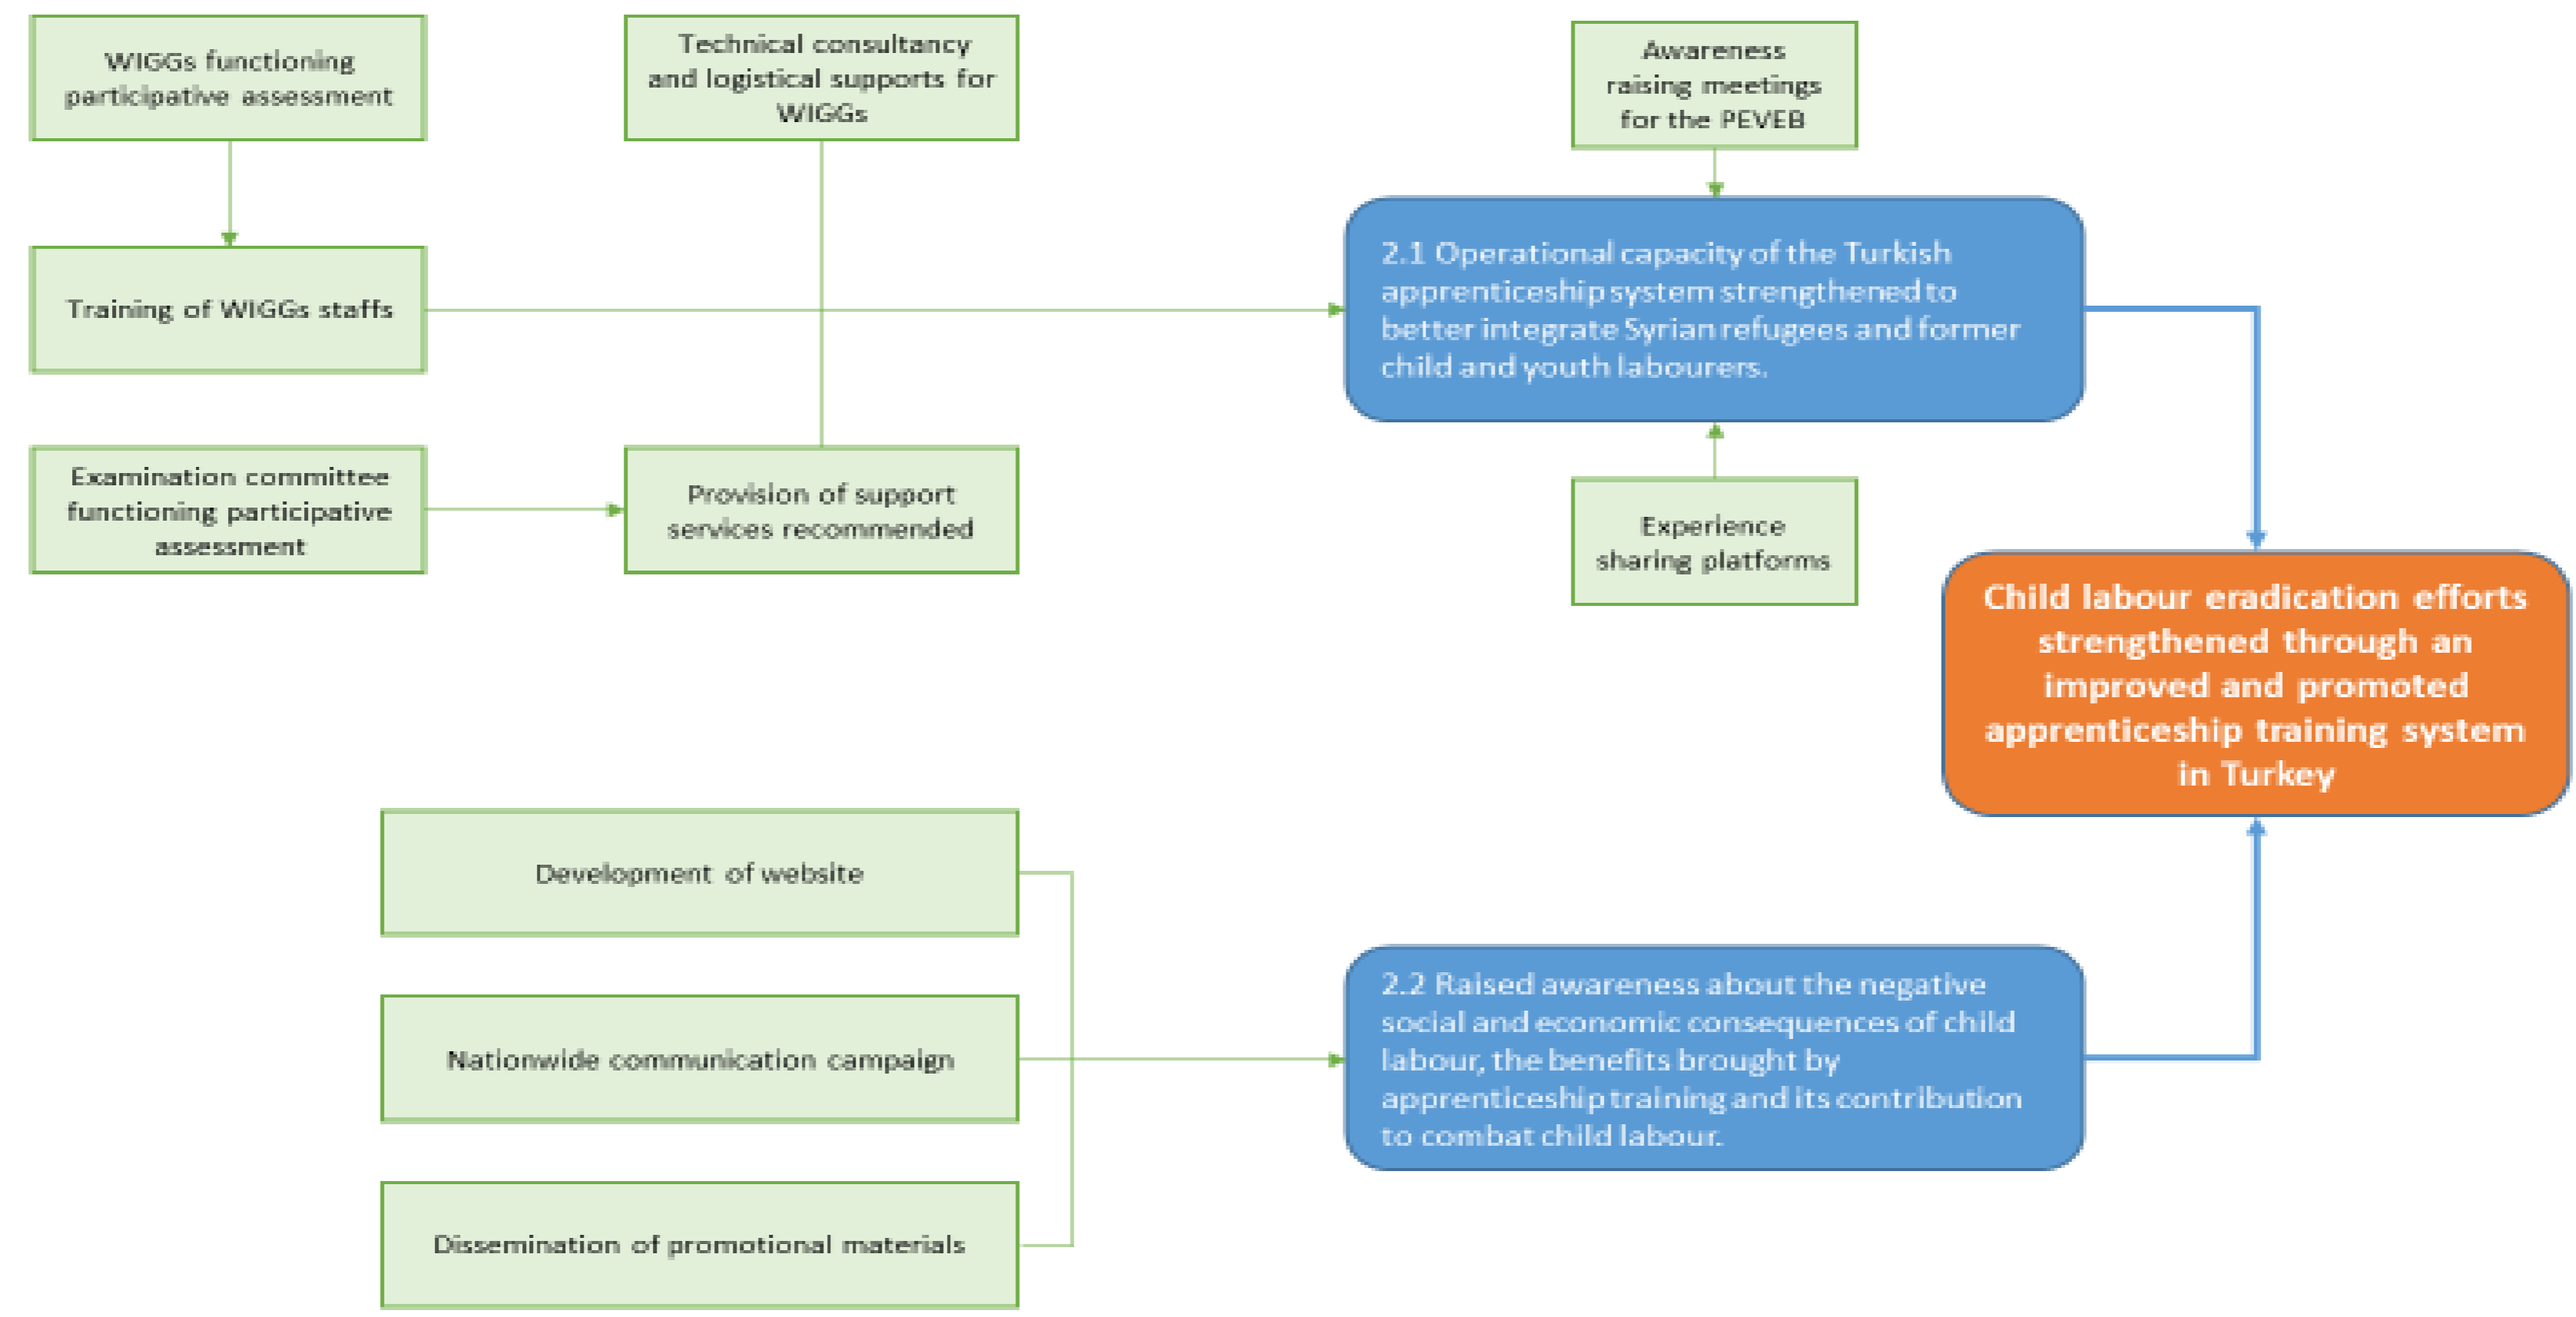 WIGGs functioning
participative assessment
Technical consultancy
and logistical supports for
WIGGs
Awareness
raising meetings
for the PEVEB
Training of WIGGs staffs
2.1 Operational capacity of the Turkish
apprenticeship system strengthened to
better integrate Syrian refugees and former
child and youth labourers.
Examination committee
functioning participative
assessment
Provision of support
services recommended
Experience
sharing platforms
Child labour eradication efforts
strengthened through an
improved and promoted
apprenticeship training system
in Turkey
Development of website
Nationwide communication campaign
Dissemination of promotional materials
2.2 Raised awareness about the negative
social and economic consequences of child
labour, the benefits brought by
apprenticeship training and its contribution
to combat child labour.